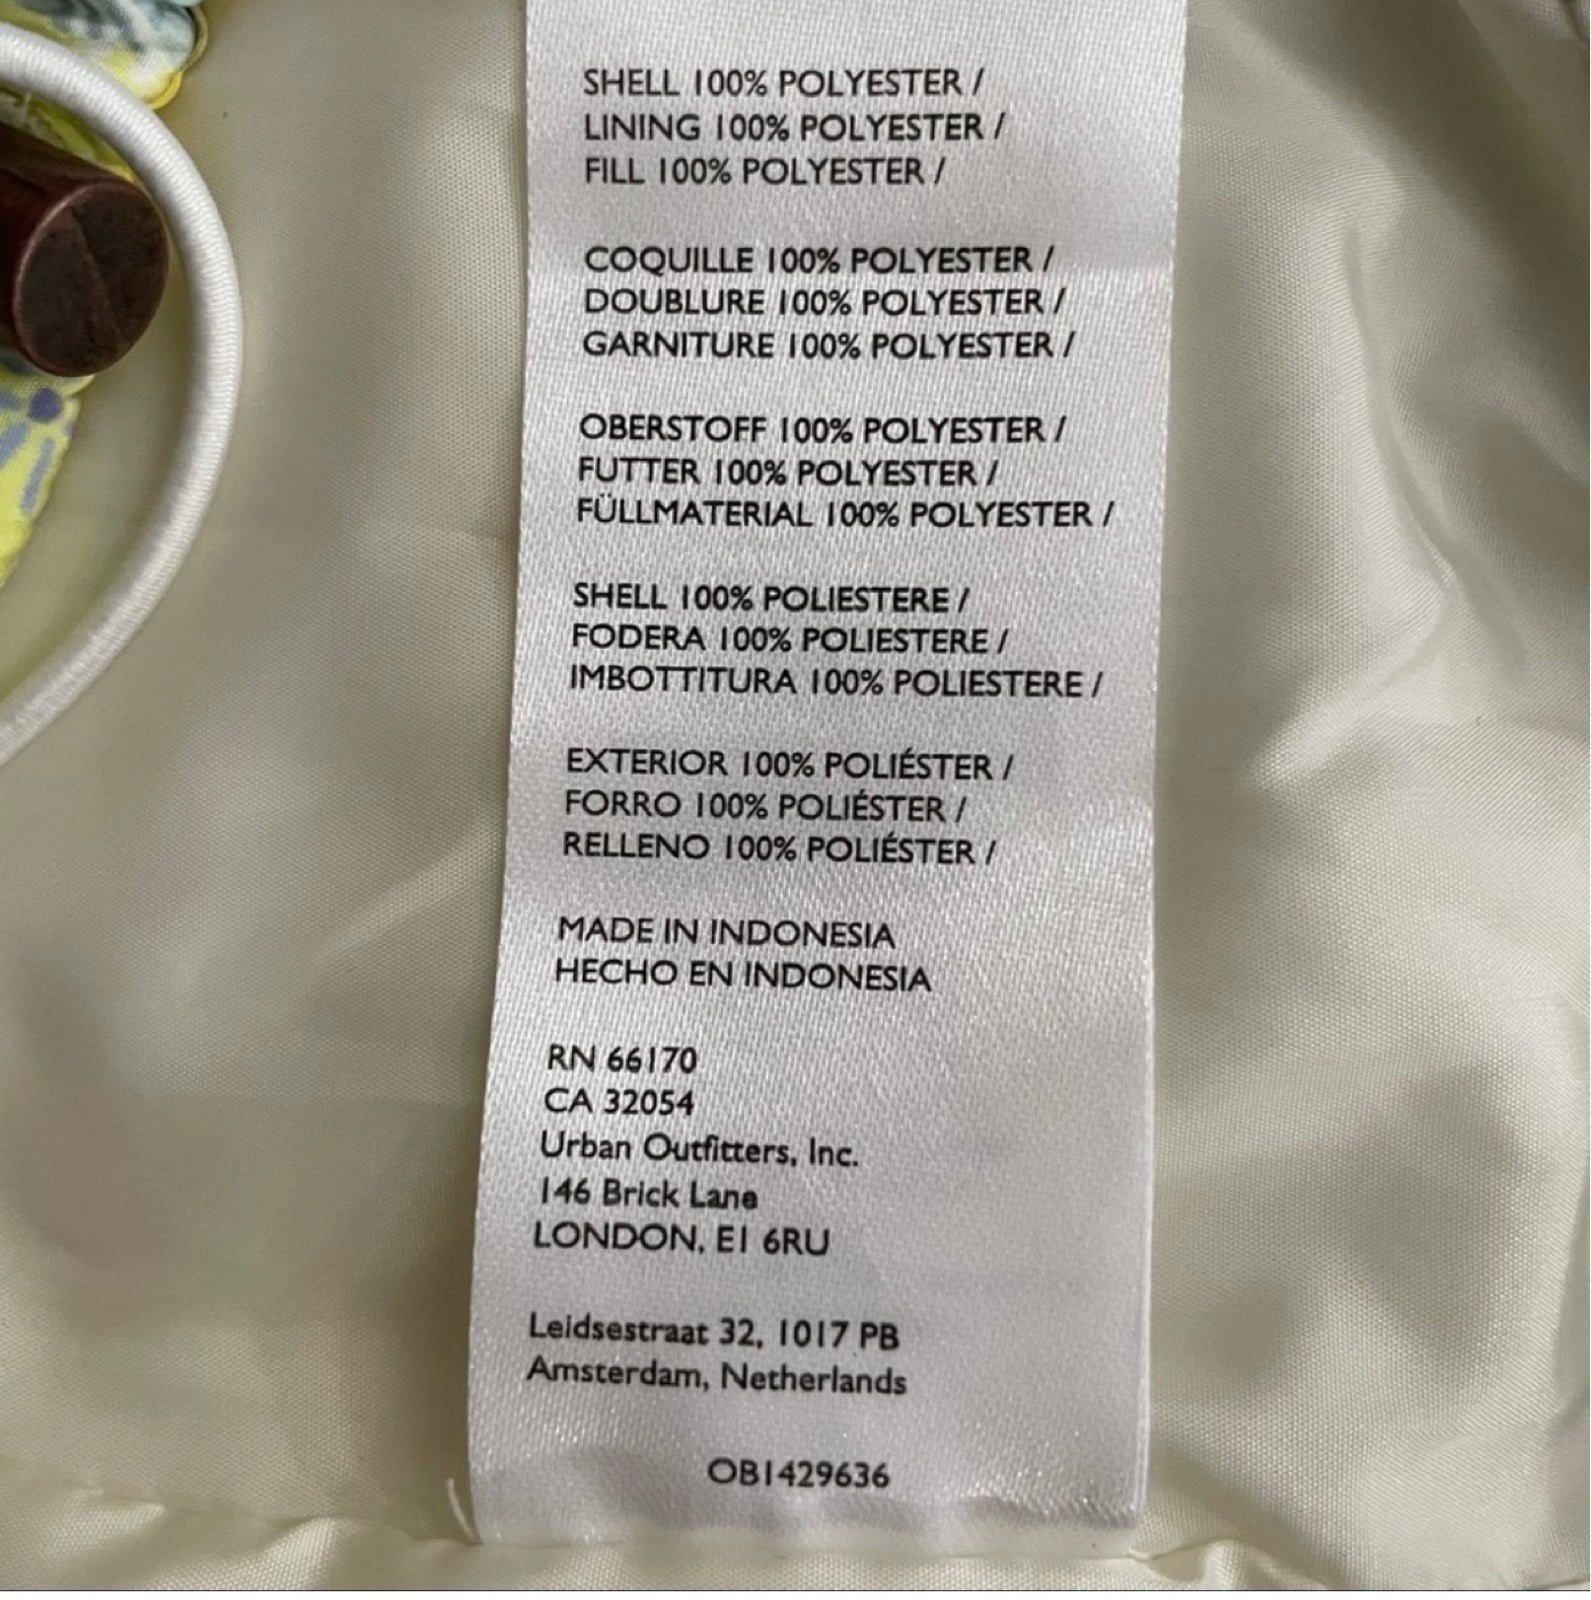 SHELL 100% POLYESTER /
LINING 100% POLYESTER /
FILL 100% POLYESTER /
COQUILLE 100% POLYESTER /
DOUBLURE 100% POLYESTER /
GARNITURE 100% POLYESTER /
OBERSTOFF 100% POLYESTER /
FUTTER 100% POLYESTER /
FÜLLMATERIAL 100% POLYESTER /
SHELL 100% POLIESTERE /
FODERA 100% POLIESTERE /
IMBOTTITURA 100% POLIESTERE /
EXTERIOR 100% POLIÉSTER /
FORRO 100% POLIÉSTER /
RELLENO 100% POLIÉSTER /
MADE IN INDONESIA
HECHO EN INDONESIA
RN 66170
CA 32054
Urban Outfitters, Inc.
146 Brick Lane
LONDON, E1 6RU
Leidsestraat 32, 1017 PB
Amsterdam, Netherlands
OB1429636